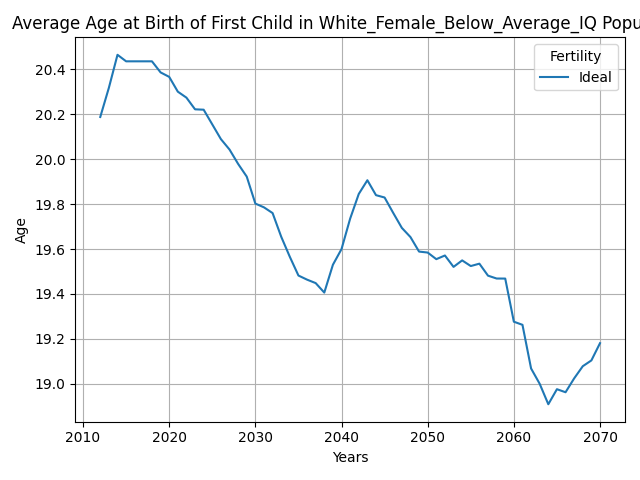 Average Age at Birth of First Child in White_Female_Below_Average_IQ Popu
Fertility
Ideal
20.4
20.2
20.0
19.8
19.6
19.4
19.2
19.0
Age
2010 2020 2030 2040 2050 2060 2070
Years